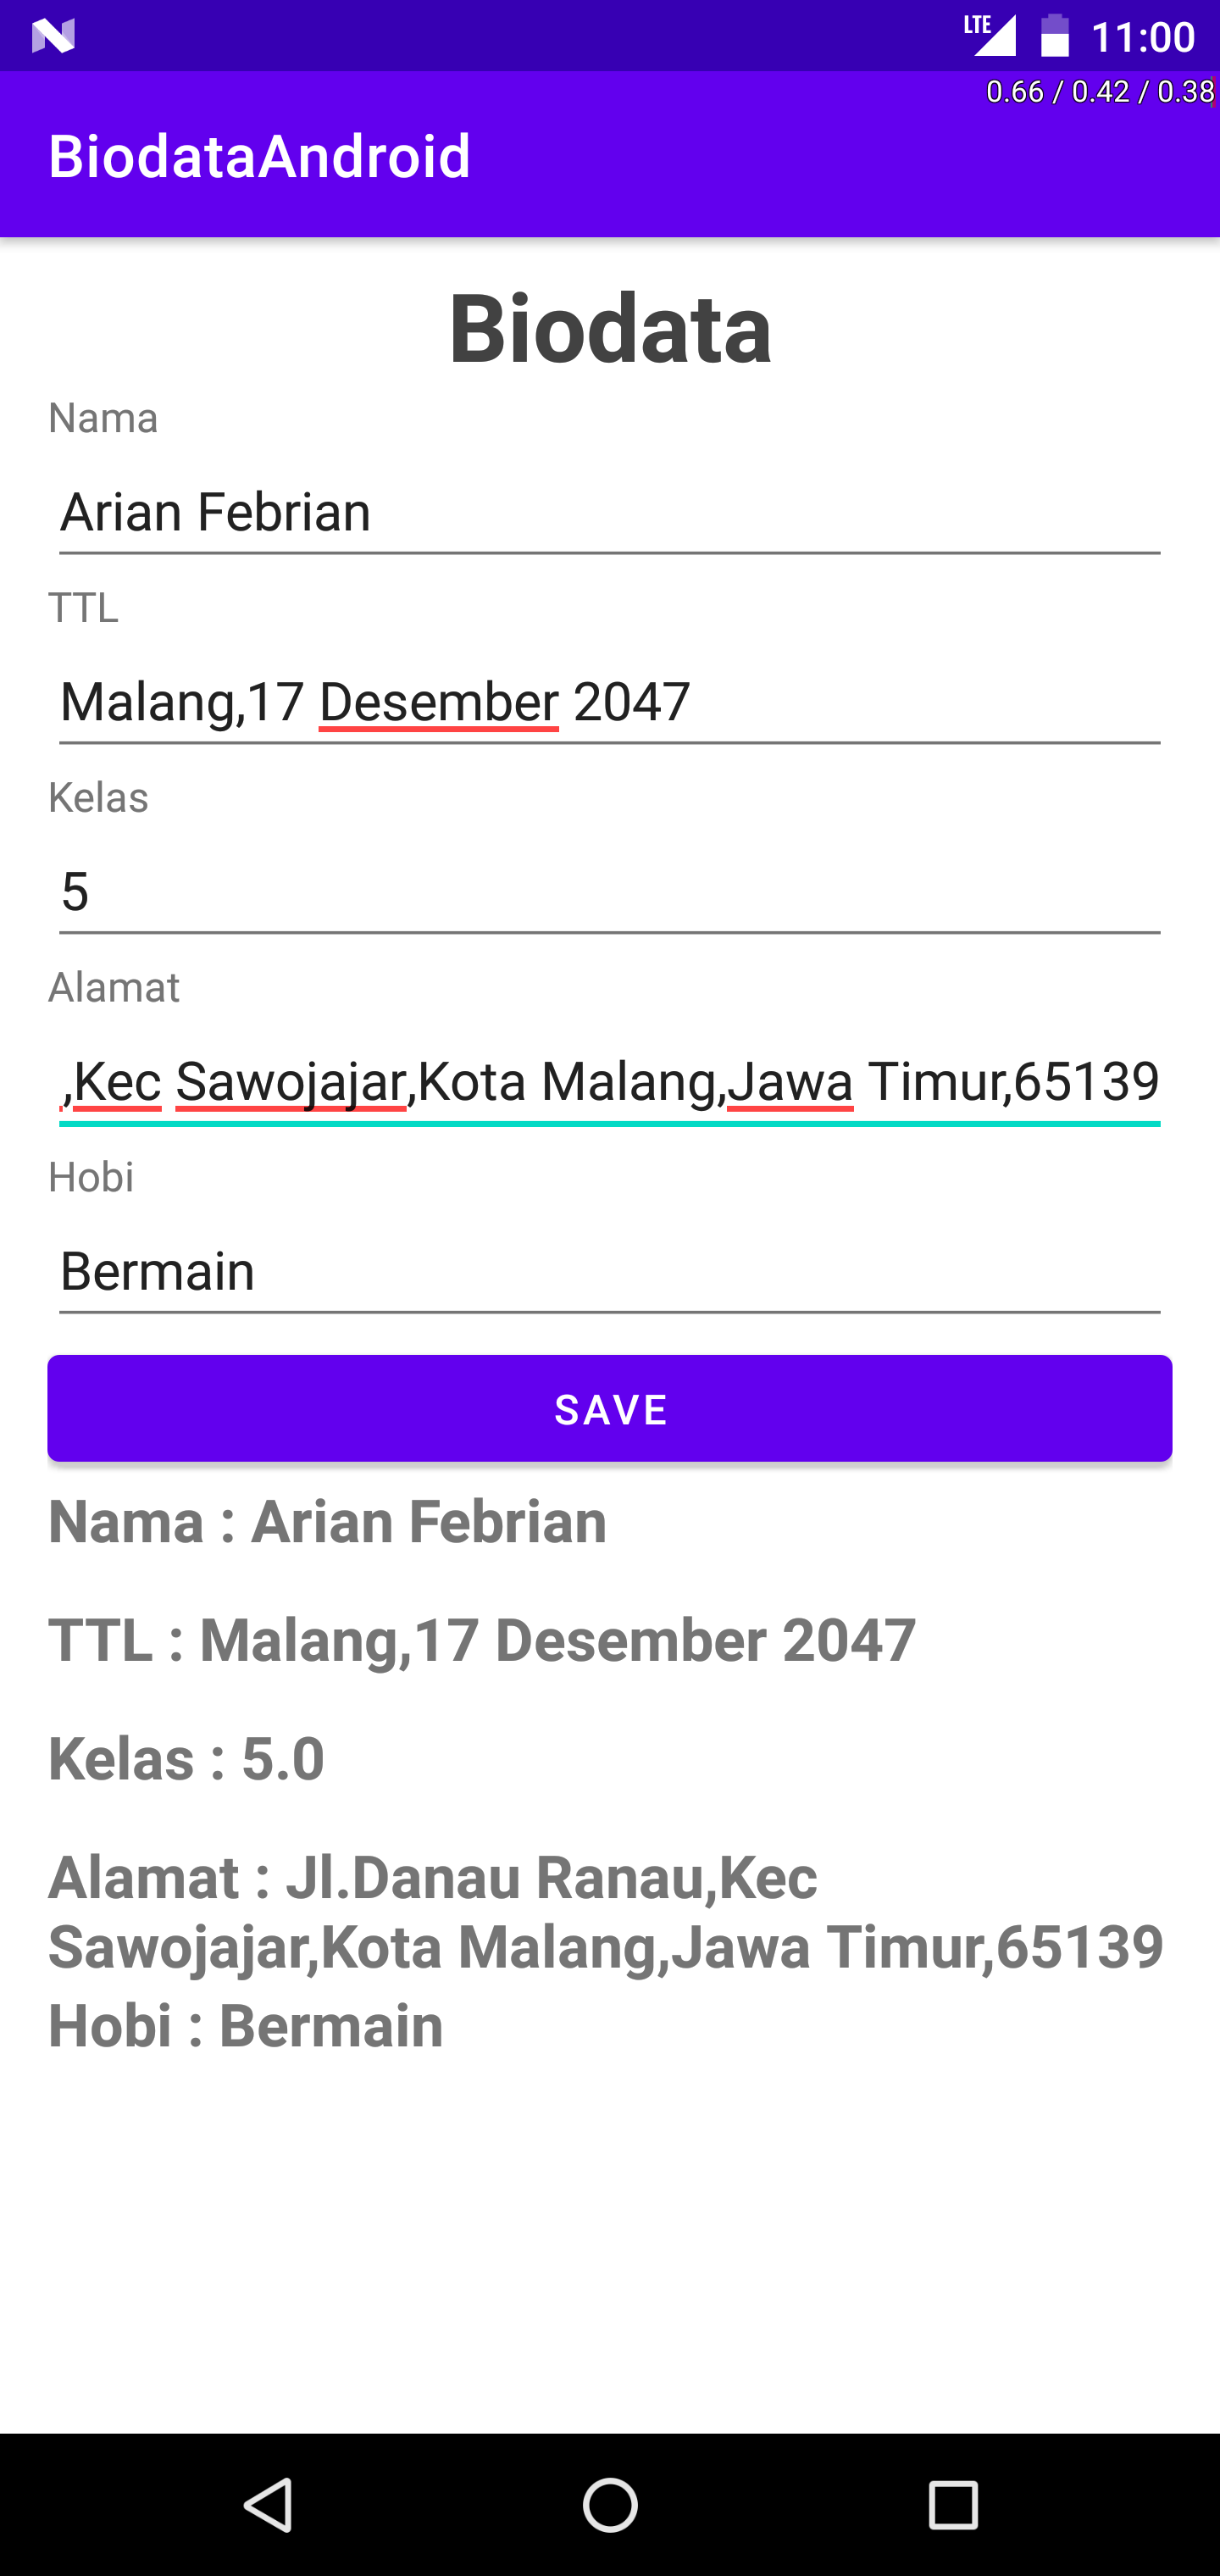 LTE 11:00
0.66 / 0.42 / 0.38
BiodataAndroid
Biodata
Nama
Arian Febrian
TTL
Malang,17 Desember 2047
Kelas
5
Alamat
,Kec Sawojajar,Kota Malang,Jawa Timur,65139
Hobi
Bermain
SAVE
Nama : Arian Febrian
TTL : Malang,17 Desember 2047
Kelas : 5.0
Alamat : Jl.Danau Ranau,Kec
Sawojajar,Kota Malang,Jawa Timur,65139
Hobi : Bermain